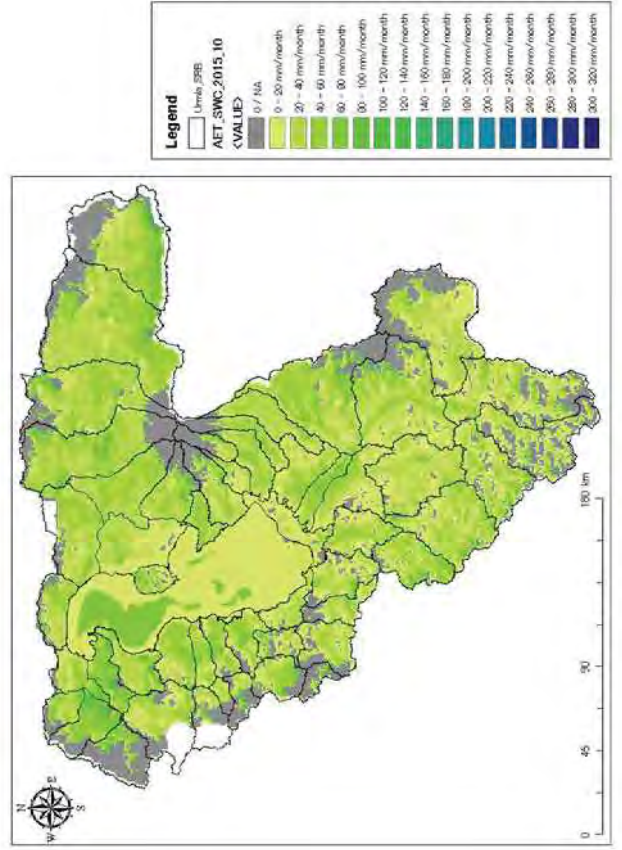 N
W E
S
0 45 90 180 km
Legend
Urmia_SRB
AET_SWC_2015_10
<VALUE>
0 / NA
0 - 20 mm/month
20 - 40 mm/month
40 - 60 mm/month
60 - 80 mm/month
80 - 100 mm/month
100 - 120 mm/month
120 - 140 mm/month
140 - 160 mm/month
160 - 180 mm/month
180 - 200 mm/month
200 - 220 mm/month
220 - 240 mm/month
240 - 260 mm/month
260 - 280 mm/month
280 - 300 mm/month
300 - 320 mm/month